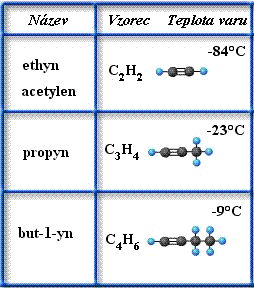 Název Vzorec Teplota varu
ethyn
acetylen
C₂H₂
-84°C
propyn
C₃H₄
-23°C
but-1-yn
C₄H₆
-9°C